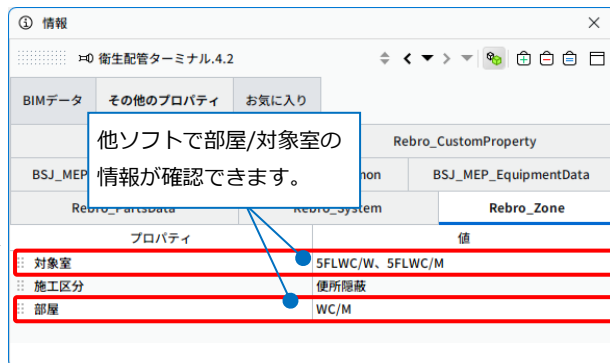 情報
衛生配管ターミナル.4.2
BIMデータ その他のプロパティ お気に入り
他ソフトで部屋/対象室の
情報が確認できます。
Rebro_CustomProperty
BSJ_MEP mon BSJ_MEP_EquipmentData
Rebro_PartsData Rebro_System Rebro_Zone
プロパティ 値
対象室 5FLWC/W、5FLWC/M
施工区分 便所隠蔽
部屋 WC/M